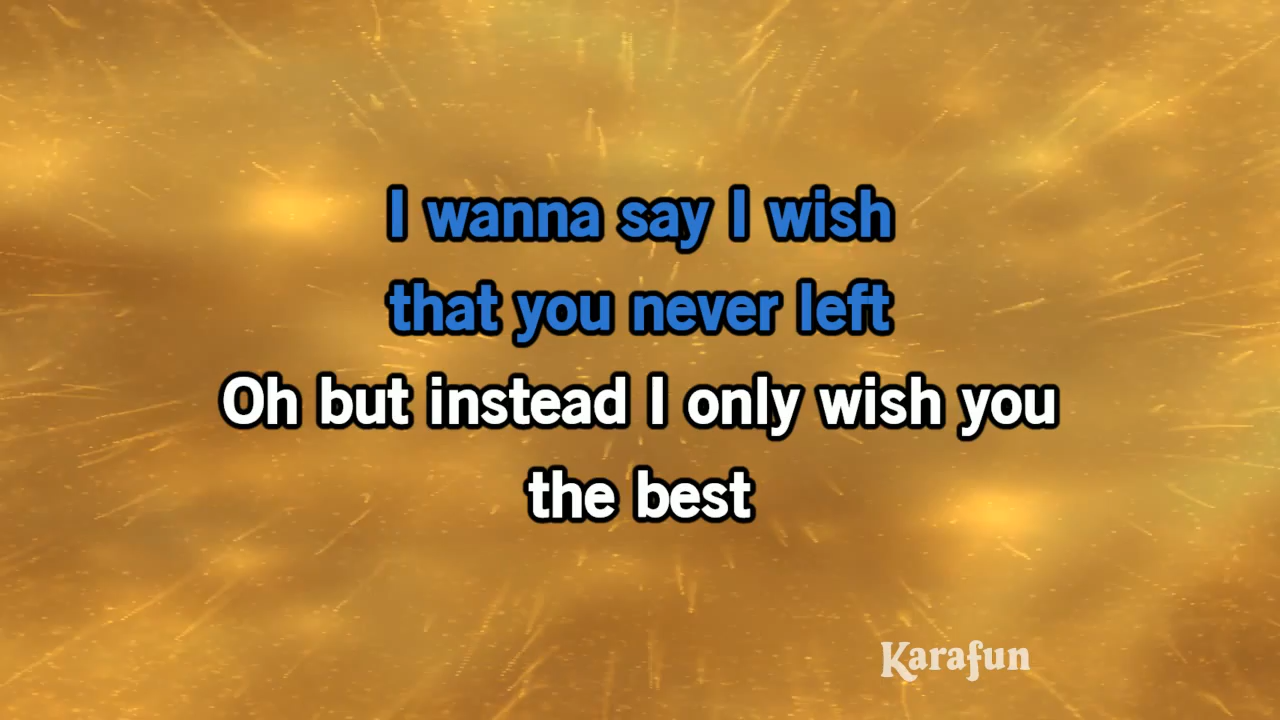 I wanna say I wish
that you never left
Oh but instead I only wish you
the best
Karafun